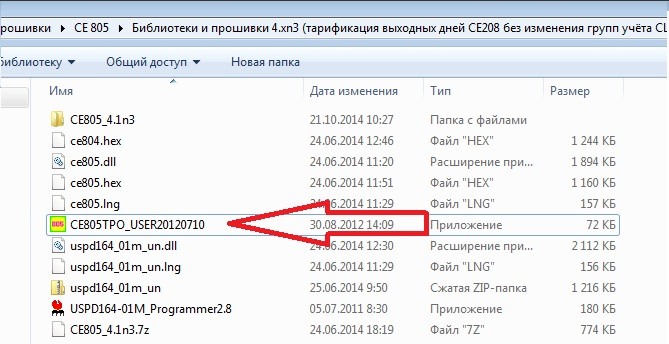 рошивки ▸ CE 805 ▸ Библиотеки и прошивки 4.xn3 (тарификация выходных дней CE208 без изменения групп учёта CL
библиотеку ▾ Общий доступ ▾ Новая папка
Имя Дата изменения Тип Размер
CE805_4.1n3 21.10.2014 10:27 Папка с файлами
ce804.hex 24.06.2014 12:46 Файл "HEX" 1 244 КБ
ce805.dll 24.06.2014 11:20 Расширение при... 1 894 КБ
ce805.hex 24.06.2014 11:51 Файл "HEX" 1 160 КБ
ce805.lng 24.06.2014 11:29 Файл "LNG" 157 КБ
805 CE805TPO_USER20120710 30.08.2012 14:09 Приложение 72 КБ
uspd164_01m_un.dll 24.06.2014 12:30 Расширение при... 2 112 КБ
uspd164_01m_un.lng 24.06.2014 11:29 Файл "LNG" 156 КБ
uspd164_01m_un 25.06.2014 9:50 Сжатая ZIP-папка 1 216 КБ
USPD164-01M_Programmer2.8 05.07.2011 8:30 Приложение 180 КБ
CE805_4.1n3.7z 24.06.2014 18:19 Файл "7Z" 774 КБ